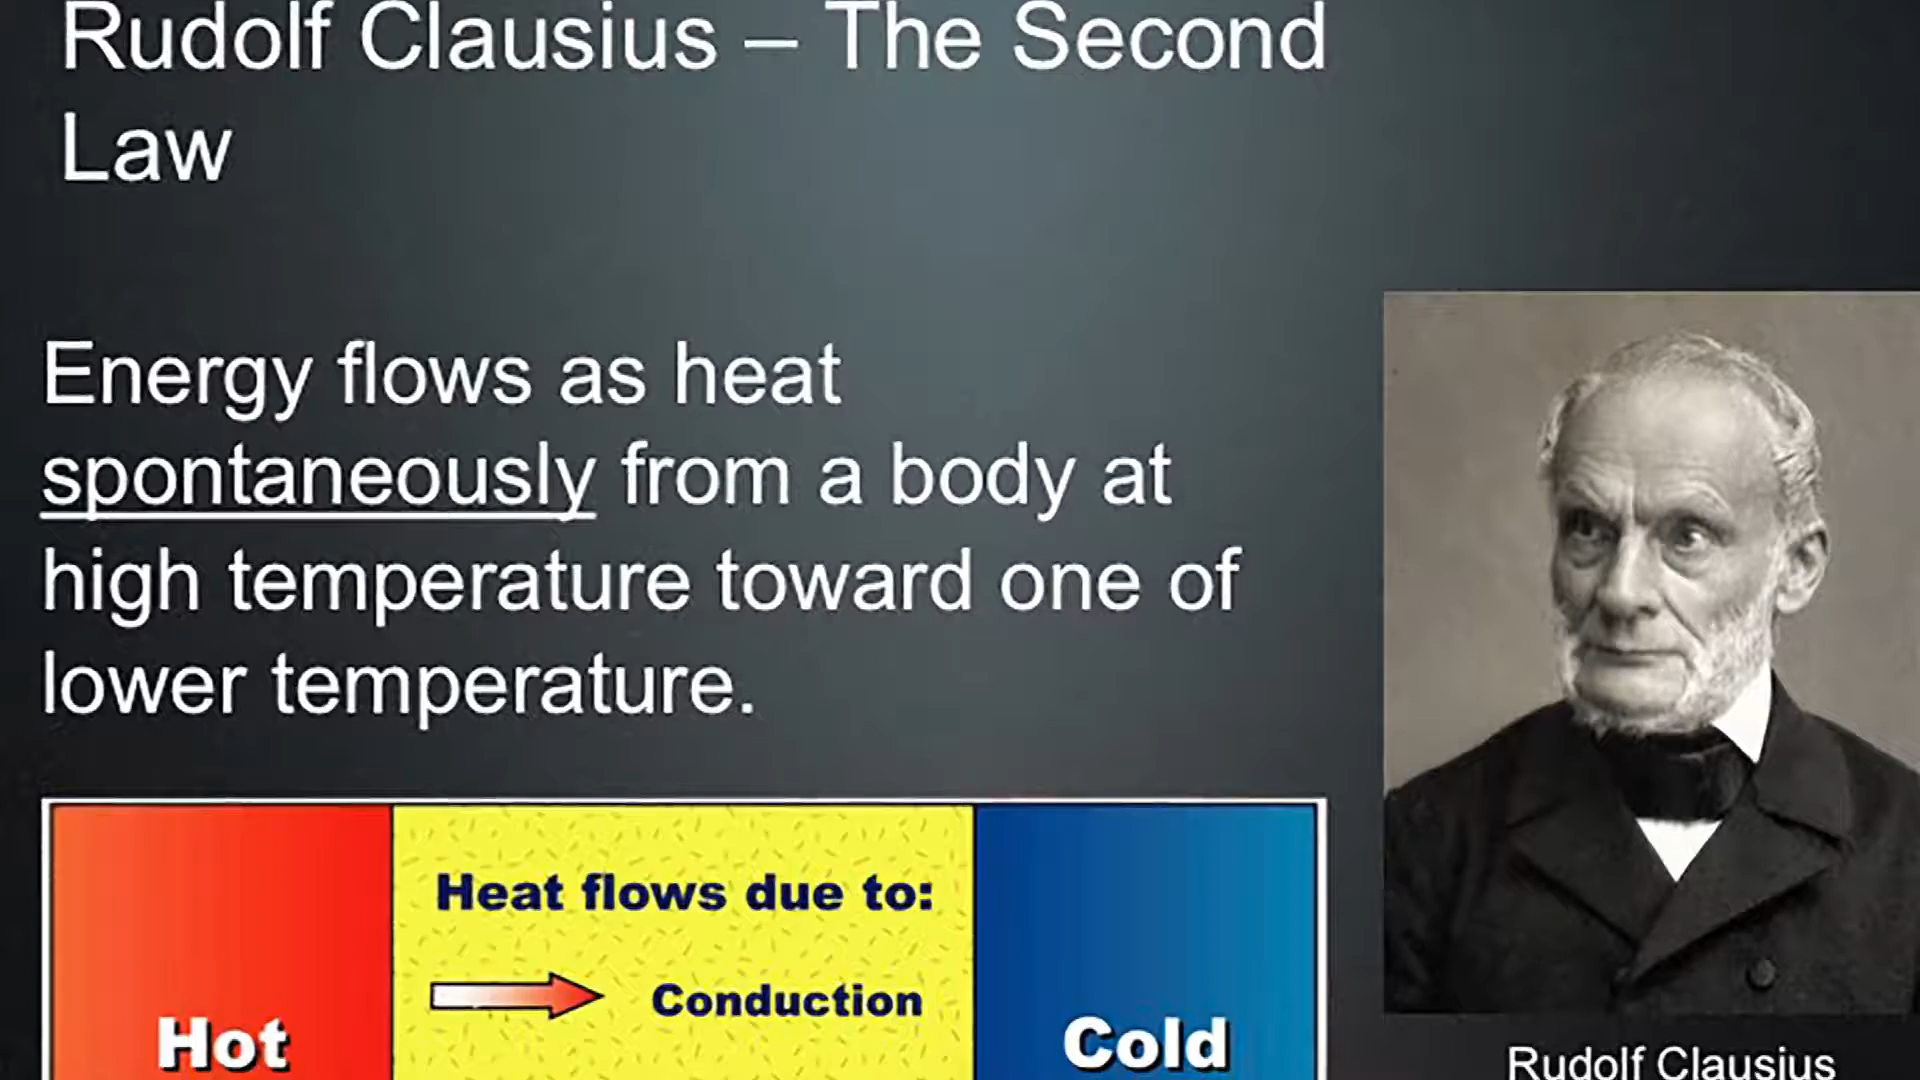 Rudolf Clausius – The Second
Law
Energy flows as heat
spontaneously from a body at
high temperature toward one of
lower temperature.
Heat flows due to:
Conduction
Hot
Cold
Rudolf Clausius